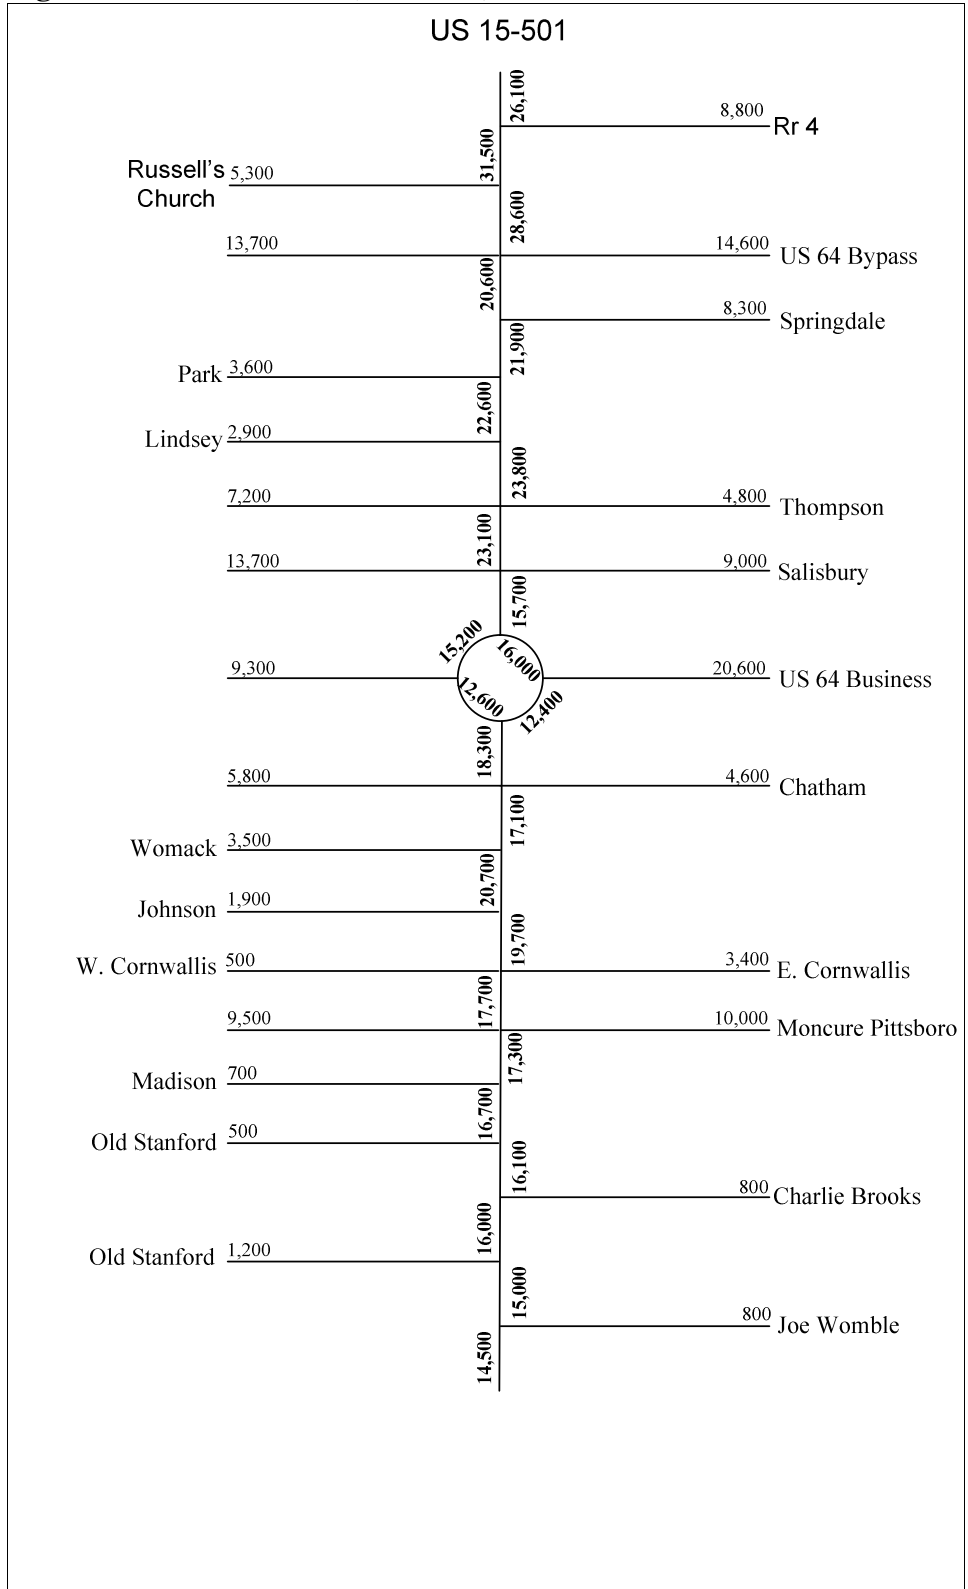 US 15-501
26,100
8,800
Rr 4
31,500
Russell's
Church
5,300
28,600
13,700
14,600
US 64 Bypass
20,600
8,300
Springdale
21,900
Park
3,600
22,600
Lindsey
2,900
23,800
7,200
4,800
Thompson
23,100
13,700
9,000
Salisbury
15,700
15,200
16,000
9,300
20,600
US 64 Business
12,600
12,400
18,300
5,800
4,600
Chatham
17,100
Womack
3,500
20,700
Johnson
1,900
19,700
W. Cornwallis
500
3,400
E. Cornwallis
17,700
9,500
10,000
Moncure Pittsboro
17,300
Madison
700
16,700
Old Stanford
500
16,100
800
Charlie Brooks
16,000
Old Stanford
1,200
15,000
800
Joe Womble
14,500